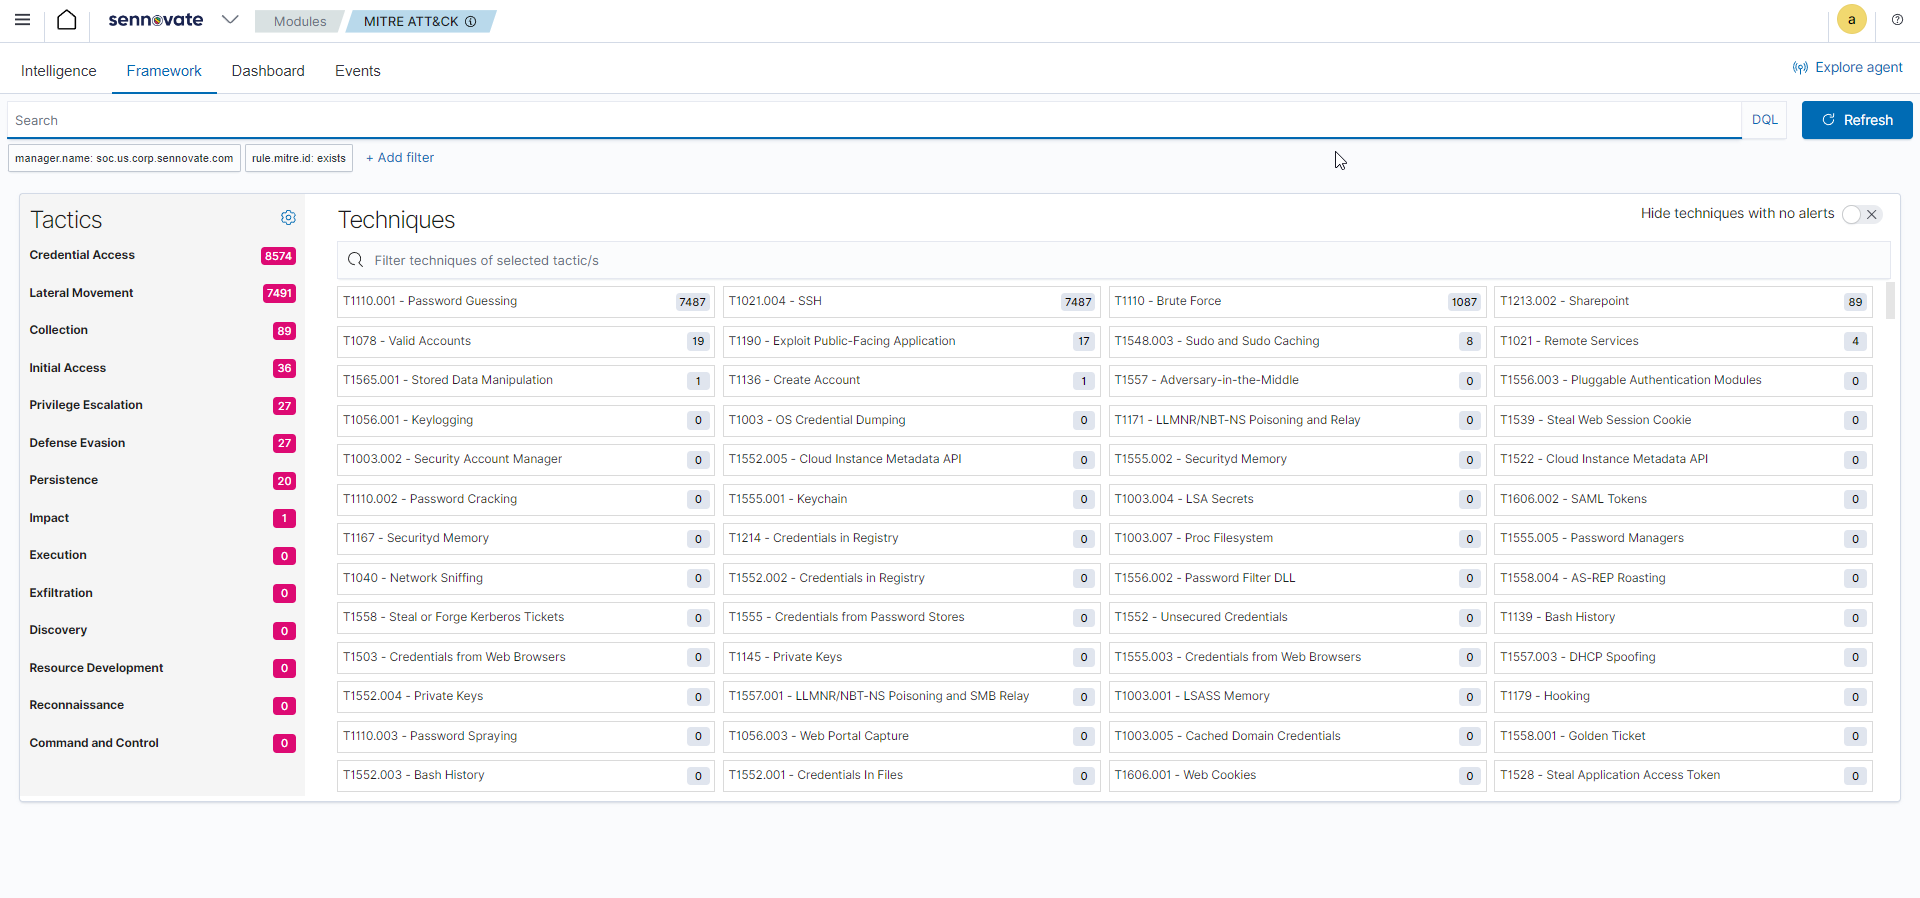 sennovate Modules MITRE ATT&CK
a
Intelligence Framework Dashboard Events
Explore agent
Search DQL Refresh
manager.name: soc.us.corp.sennovate.com rule.mitre.id: exists + Add filter
Tactics
Credential Access 8574
Lateral Movement 7491
Collection 89
Initial Access 36
Privilege Escalation 27
Defense Evasion 27
Persistence 20
Impact 1
Execution 0
Exfiltration 0
Discovery 0
Resource Development 0
Reconnaissance 0
Command and Control 0
Techniques
Hide techniques with no alerts
Filter techniques of selected tactic/s
T1110.001 - Password Guessing 7487 T1021.004 - SSH 7487 T1110 - Brute Force 1087 T1213.002 - Sharepoint 89
T1078 - Valid Accounts 19 T1190 - Exploit Public-Facing Application 17 T1548.003 - Sudo and Sudo Caching 8 T1021 - Remote Services 4
T1565.001 - Stored Data Manipulation 1 T1136 - Create Account 1 T1557 - Adversary-in-the-Middle 0 T1556.003 - Pluggable Authentication Modules 0
T1056.001 - Keylogging 0 T1003 - OS Credential Dumping 0 T1171 - LLMNR/NBT-NS Poisoning and Relay 0 T1539 - Steal Web Session Cookie 0
T1003.002 - Security Account Manager 0 T1552.005 - Cloud Instance Metadata API 0 T1555.002 - Securityd Memory 0 T1522 - Cloud Instance Metadata API 0
T1110.002 - Password Cracking 0 T1555.001 - Keychain 0 T1003.004 - LSA Secrets 0 T1606.002 - SAML Tokens 0
T1167 - Securityd Memory 0 T1214 - Credentials in Registry 0 T1003.007 - Proc Filesystem 0 T1555.005 - Password Managers 0
T1040 - Network Sniffing 0 T1552.002 - Credentials in Registry 0 T1556.002 - Password Filter DLL 0 T1558.004 - AS-REP Roasting 0
T1558 - Steal or Forge Kerberos Tickets 0 T1555 - Credentials from Password Stores 0 T1552 - Unsecured Credentials 0 T1139 - Bash History 0
T1503 - Credentials from Web Browsers 0 T1145 - Private Keys 0 T1555.003 - Credentials from Web Browsers 0 T1557.003 - DHCP Spoofing 0
T1552.004 - Private Keys 0 T1557.001 - LLMNR/NBT-NS Poisoning and SMB Relay 0 T1003.001 - LSASS Memory 0 T1179 - Hooking 0
T1110.003 - Password Spraying 0 T1056.003 - Web Portal Capture 0 T1003.005 - Cached Domain Credentials 0 T1558.001 - Golden Ticket 0
T1552.003 - Bash History 0 T1552.001 - Credentials In Files 0 T1606.001 - Web Cookies 0 T1528 - Steal Application Access Token 0